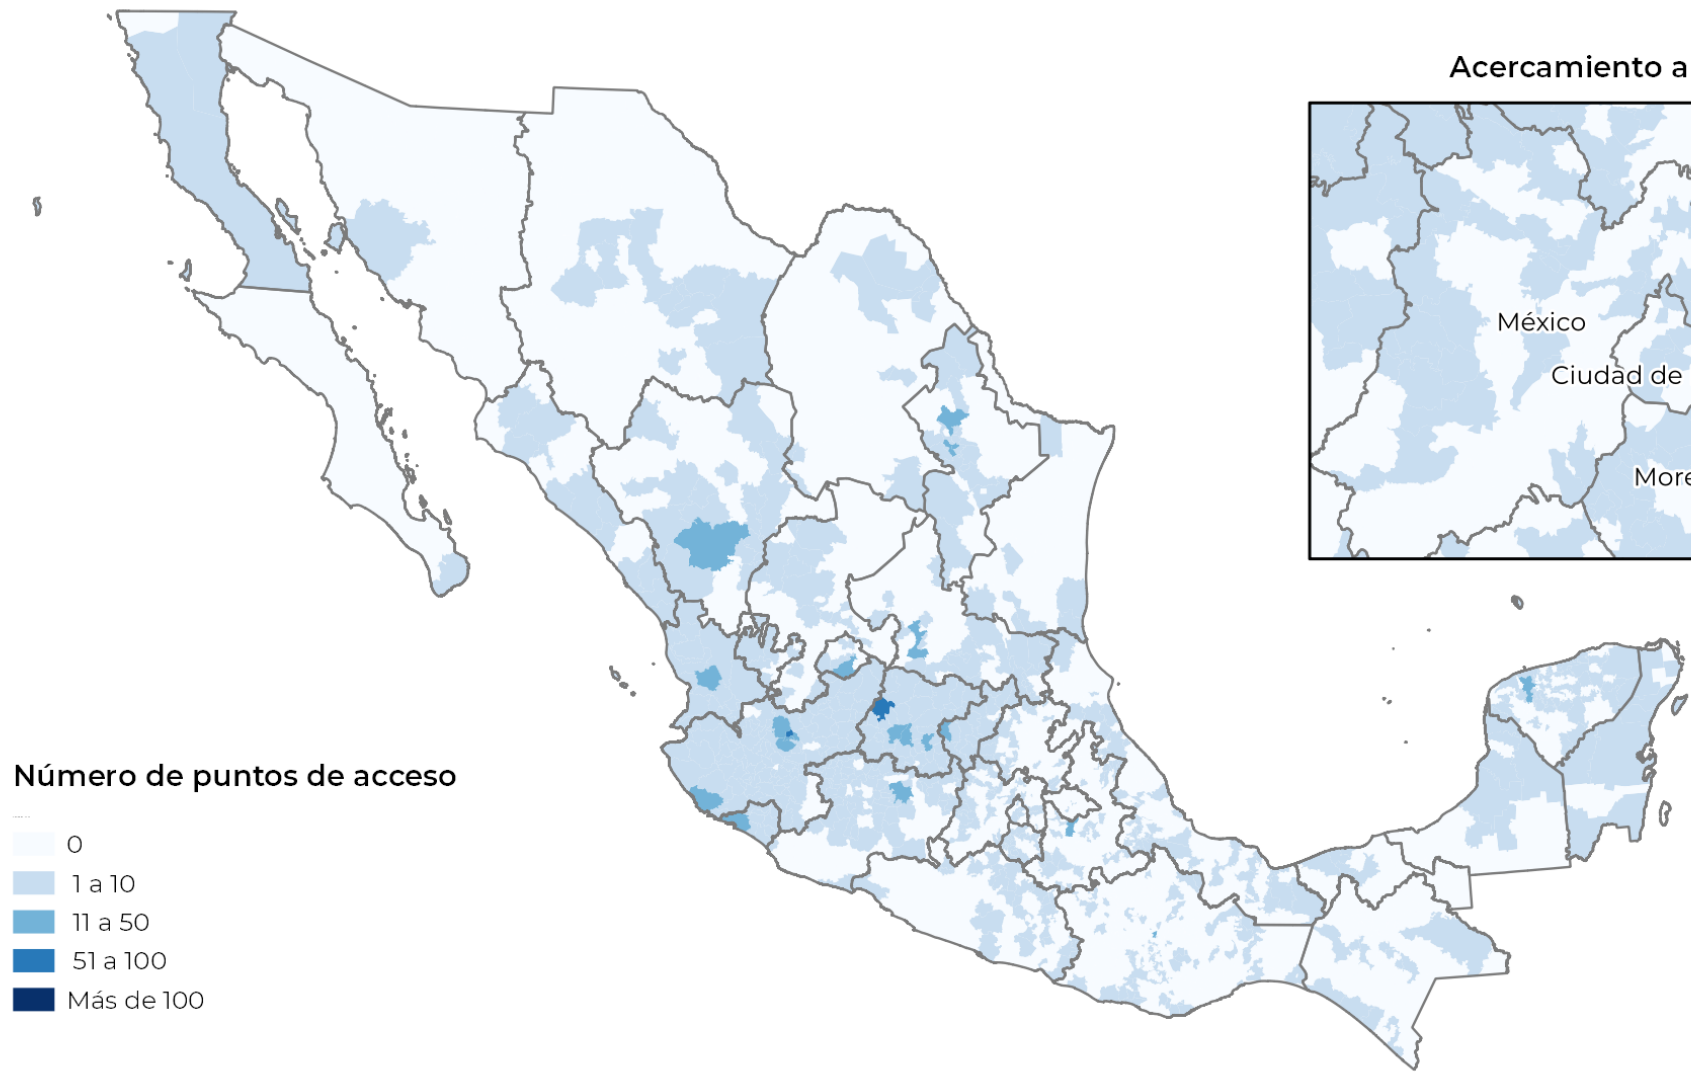 Acercamiento a
México
Ciudad de
More
Número de puntos de acceso
0
1 a 10
11 a 50
51 a 100
Más de 100